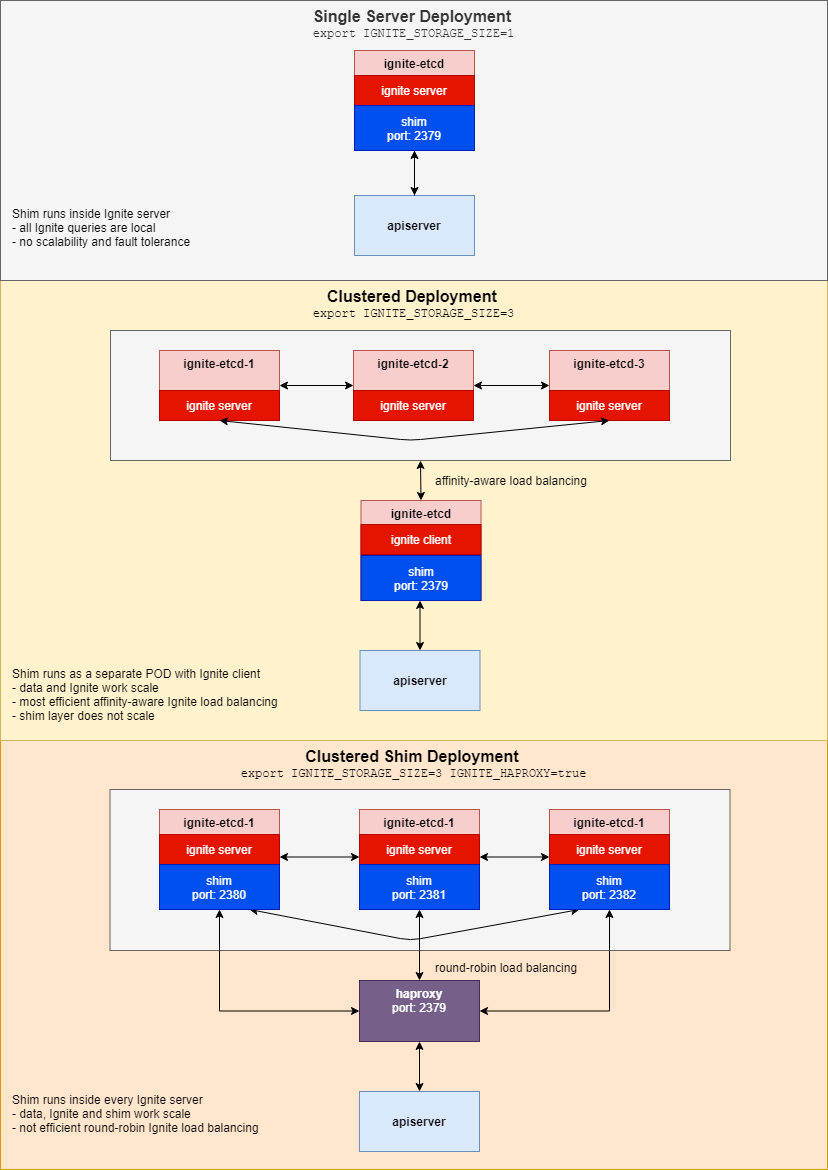 Single Server Deployment
export IGNITE_STORAGE_SIZE=1
ignite-etcd
ignite server
shim
port: 2379
apiserver
Shim runs inside Ignite server
- all Ignite queries are local
- no scalability and fault tolerance
Clustered Deployment
export IGNITE_STORAGE_SIZE=3
ignite-etcd-1
ignite-etcd-2
ignite-etcd-3
ignite server
ignite server
ignite server
affinity-aware load balancing
ignite-etcd
ignite client
shim
port: 2379
apiserver
Shim runs as a separate POD with Ignite client
- data and Ignite work scale
- most efficient affinity-aware Ignite load balancing
- shim layer does not scale
Clustered Shim Deployment
export IGNITE_STORAGE_SIZE=3 IGNITE_HAPROXY=true
ignite-etcd-1
ignite-etcd-1
ignite-etcd-1
ignite server
ignite server
ignite server
shim
port: 2380
shim
port: 2381
shim
port: 2382
round-robin load balancing
haproxy
port: 2379
apiserver
Shim runs inside every Ignite server
- data, Ignite and shim work scale
- not efficient round-robin Ignite load balancing